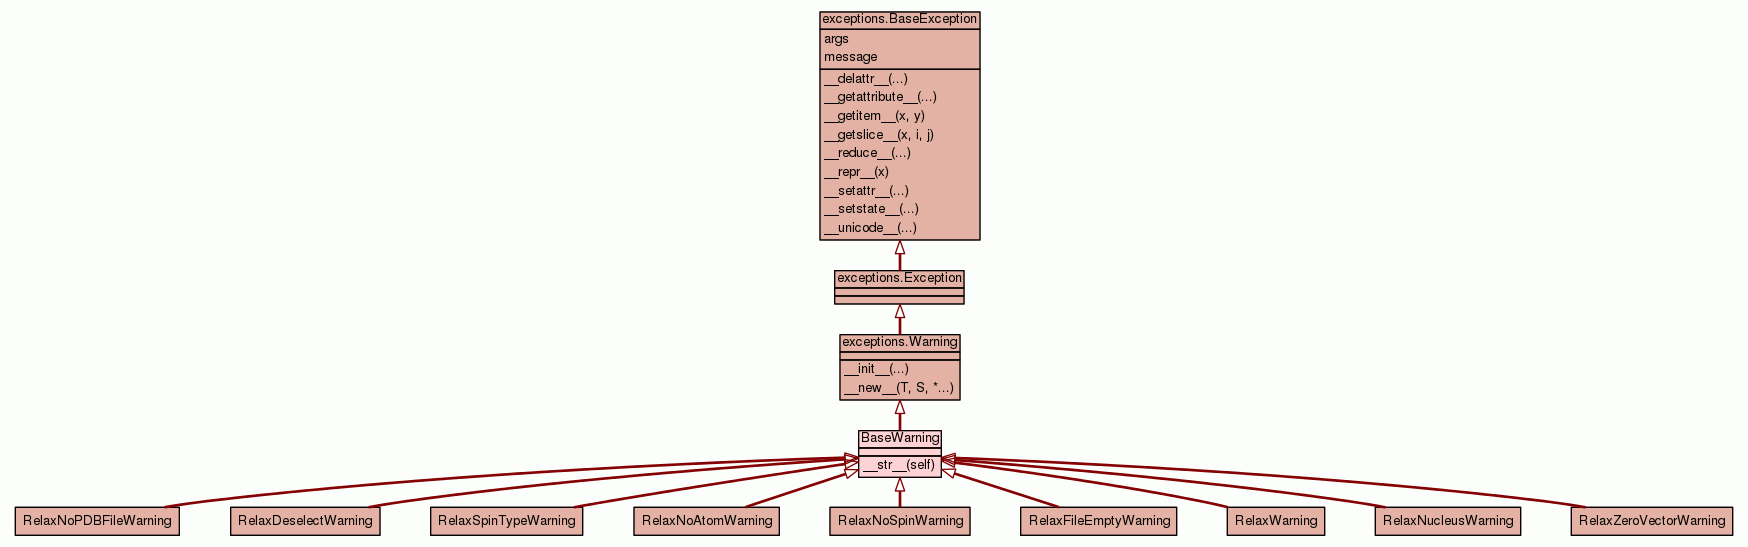 exceptions.BaseException
args
message
__delattr__(...)
__getattribute__(...)
__getitem__(x, y)
__getslice__(x, i, j)
__reduce__(...)
__repr__(x)
__setattr__(...)
__setstate__(...)
__unicode__(...)
exceptions.Exception
exceptions.Warning
__init__(...)
__new__(T, S, *...)
BaseWarning
__str__(self)
RelaxNoPDBFileWarning
RelaxDeselectWarning
RelaxSpinTypeWarning
RelaxNoAtomWarning
RelaxNoSpinWarning
RelaxFileEmptyWarning
RelaxWarning
RelaxNucleusWarning
RelaxZeroVectorWarning